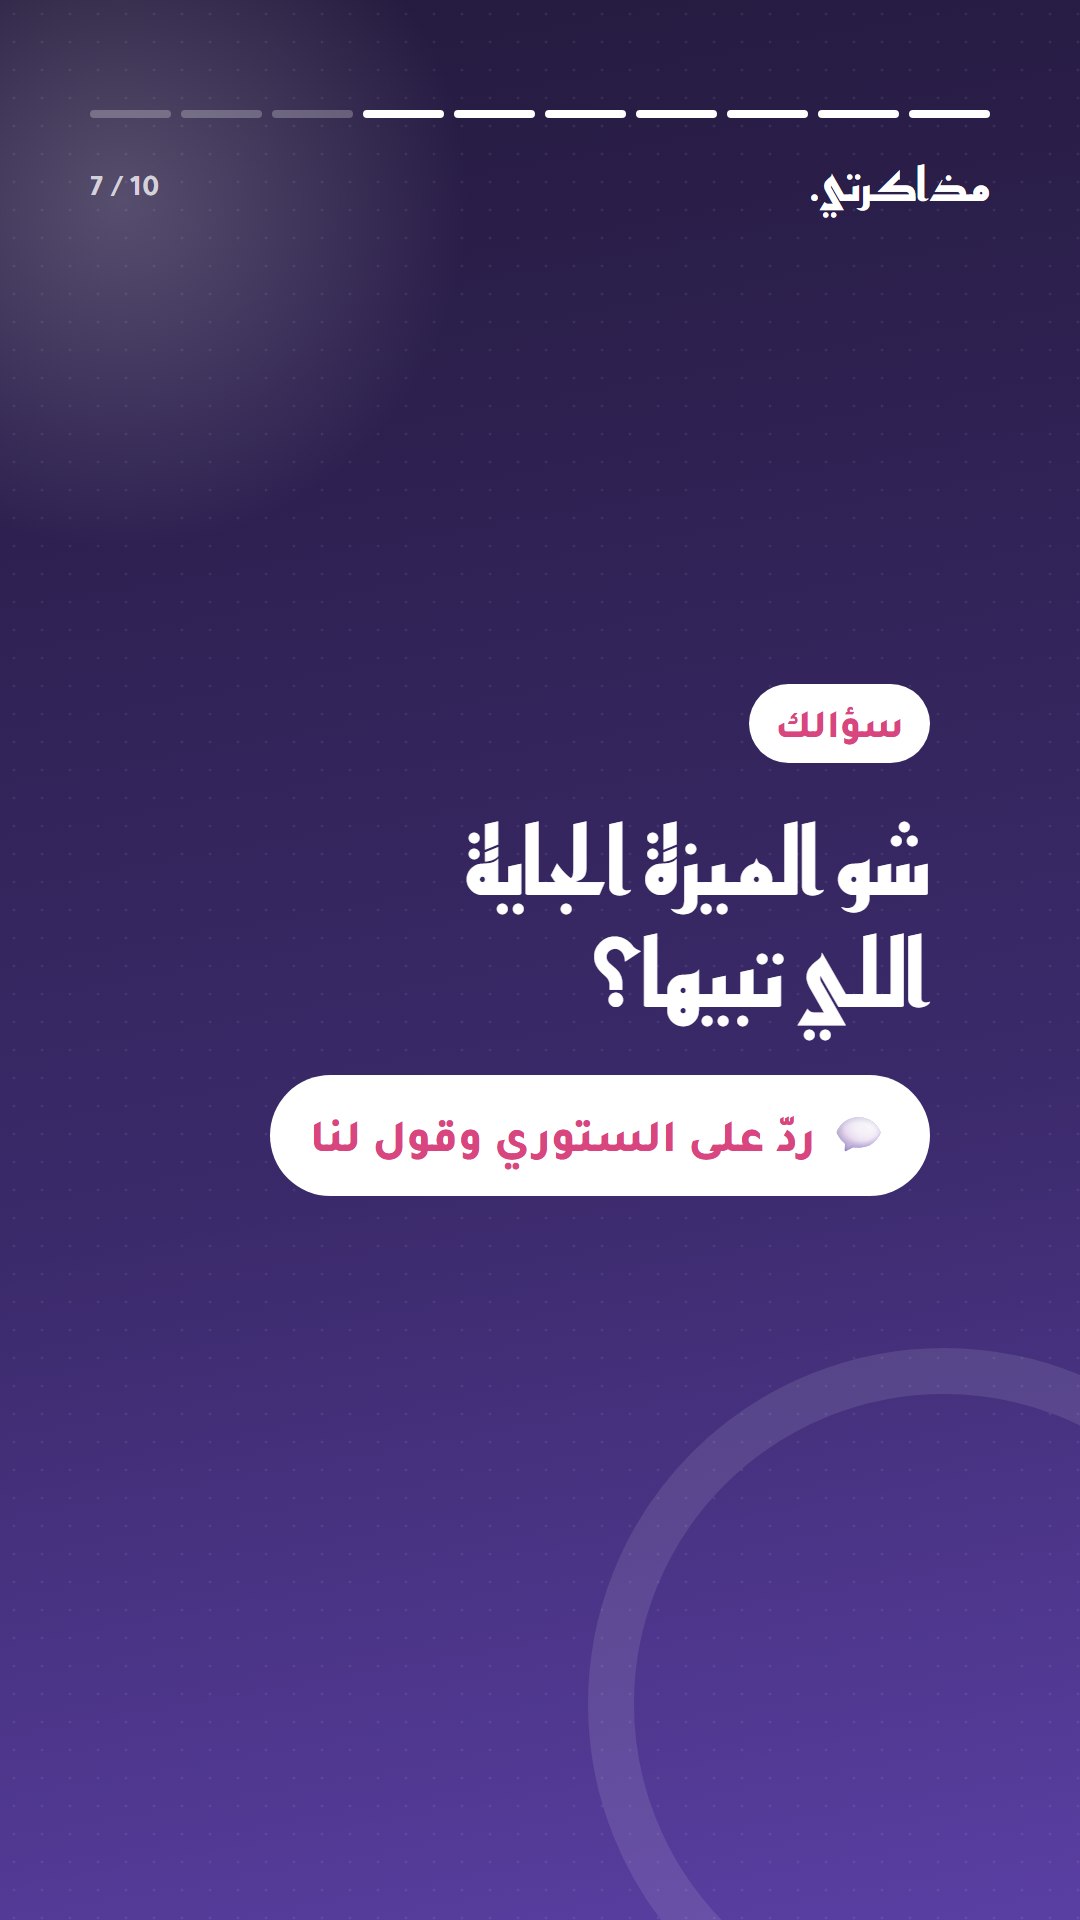 مذاكرتي.
7 / 10
سؤالك
شو الميزة الجاية
اللي تبيها؟
ردّ على الستوري وقول لنا